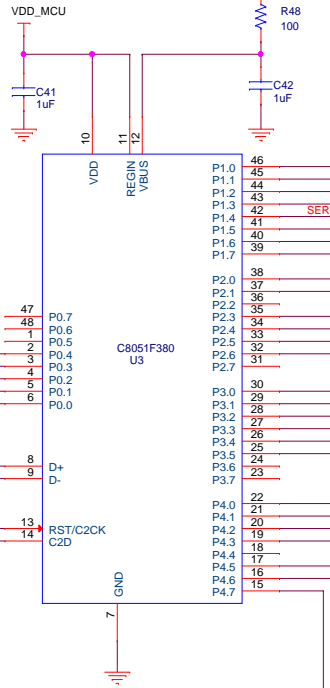 VDD_MCU
R48
100
C41
1uF
C42
1uF
10
11
12
VDD
REGIN
VBUS
46 P1.0
45 P1.1
44 P1.2
43 P1.3
42 P1.4 SER
41 P1.5
40 P1.6
39 P1.7
38 P2.0
37 P2.1
36 P2.2
35 P2.3
34 P2.4
33 P2.5
32 P2.6
31 P2.7
47 P0.7
48 P0.6
1 P0.5
2 P0.4
3 P0.3
4 P0.2
5 P0.1
6 P0.0
C8051F380
U3
30 P3.0
29 P3.1
28 P3.2
27 P3.3
26 P3.4
25 P3.5
24 P3.6
23 P3.7
8 D+
9 D-
22 P4.0
21 P4.1
20 P4.2
19 P4.3
18 P4.4
17 P4.5
16 P4.6
15 P4.7
13 RST/C2CK
14 C2D
GND
7